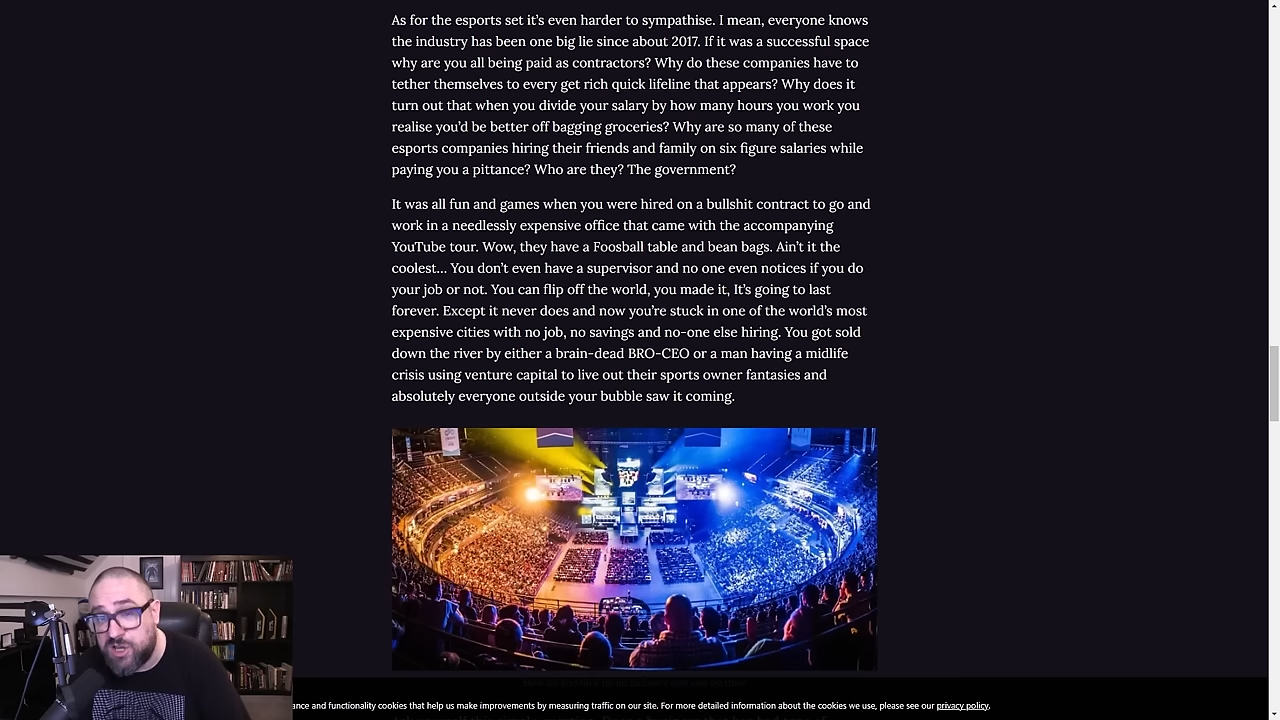 As for the esports set it’s even harder to sympathise. I mean, everyone knows
the industry has been one big lie since about 2017. If it was a successful space
why are you all being paid as contractors? Why do these companies have to
tether themselves to every get rich quick lifeline that appears? Why does it
turn out that when you divide your salary by how many hours you work you
realise you’d be better off bagging groceries? Why are so many of these
esports companies hiring their friends and family on six figure salaries while
paying you a pittance? Who are they? The government?
It was all fun and games when you were hired on a bullshit contract to go and
work in a needlessly expensive office that came with the accompanying
YouTube tour. Wow, they have a Foosball table and bean bags. Ain’t it the
coolest… You don’t even have a supervisor and no one even notices if you do
your job or not. You can flip off the world, you made it, It’s going to last
forever. Except it never does and now you’re stuck in one of the world’s most
expensive cities with no job, no savings and no-one else hiring. You got sold
down the river by either a brain-dead BRO-CEO or a man having a midlife
crisis using venture capital to live out their sports owner fantasies and
absolutely everyone outside your bubble saw it coming.
and functionality cookies that help us make improvements by measuring traffic on our site. For more detailed information about the cookies we use, please see our privacy policy.